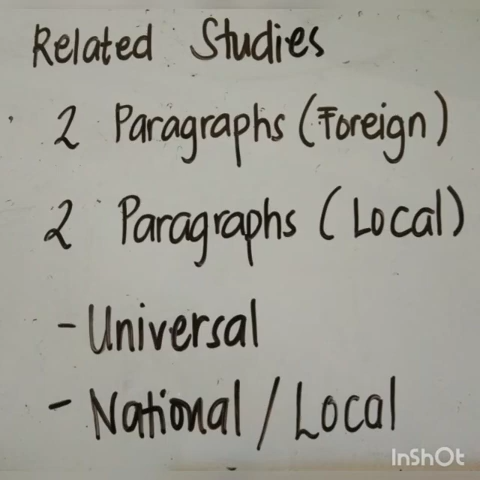 Related Studies
2 Paragraphs (Foreign)
2 Paragraphs (Local)
- Universal
- National / Local
InShOt